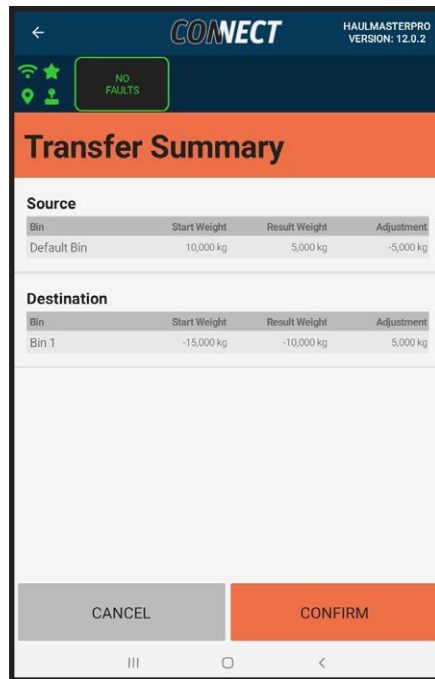 CONNECT
HAULMASTERPRO
VERSION: 12.0.2
NO
FAULTS
Transfer Summary
Source
Bin Start Weight Result Weight Adjustment
Default Bin 10,000 kg 5,000 kg -5,000 kg
Destination
Bin Start Weight Result Weight Adjustment
Bin 1 -15,000 kg -10,000 kg 5,000 kg
CANCEL CONFIRM